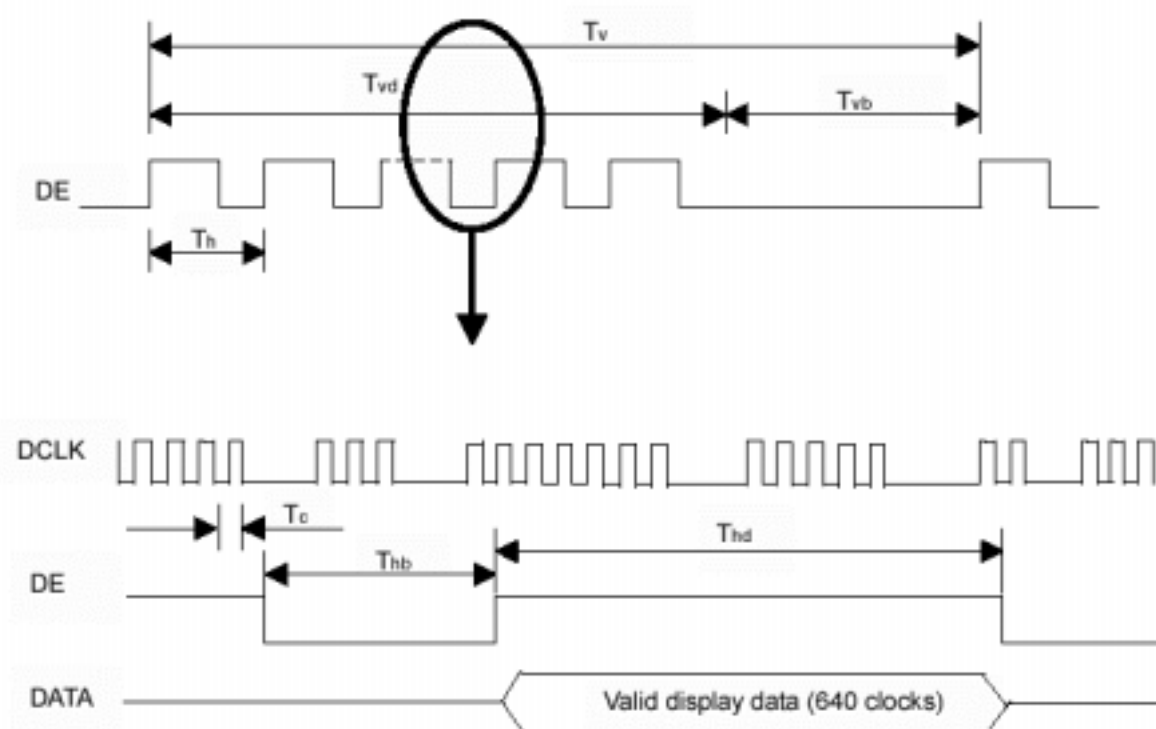 Tv
Tvd
Tvb
DE
Th
DCLK
Tc
Thd
Thb
DE
DATA
Valid display data (640 clocks)